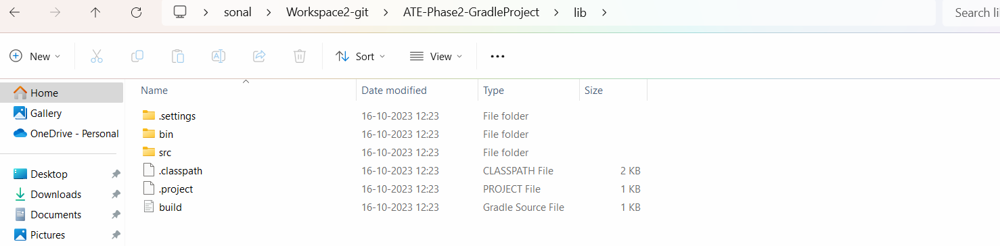 sonal > Workspace2-git > ATE-Phase2-GradleProject > lib > Search li
New Sort View
Name Date modified Type Size
Home
Gallery
OneDrive - Personal
Desktop
Downloads
Documents
Pictures
.settings 16-10-2023 12:23 File folder
bin 16-10-2023 12:23 File folder
src 16-10-2023 12:23 File folder
.classpath 16-10-2023 12:23 CLASSPATH File 2 KB
.project 16-10-2023 12:23 PROJECT File 1 KB
build 16-10-2023 12:23 Gradle Source File 1 KB